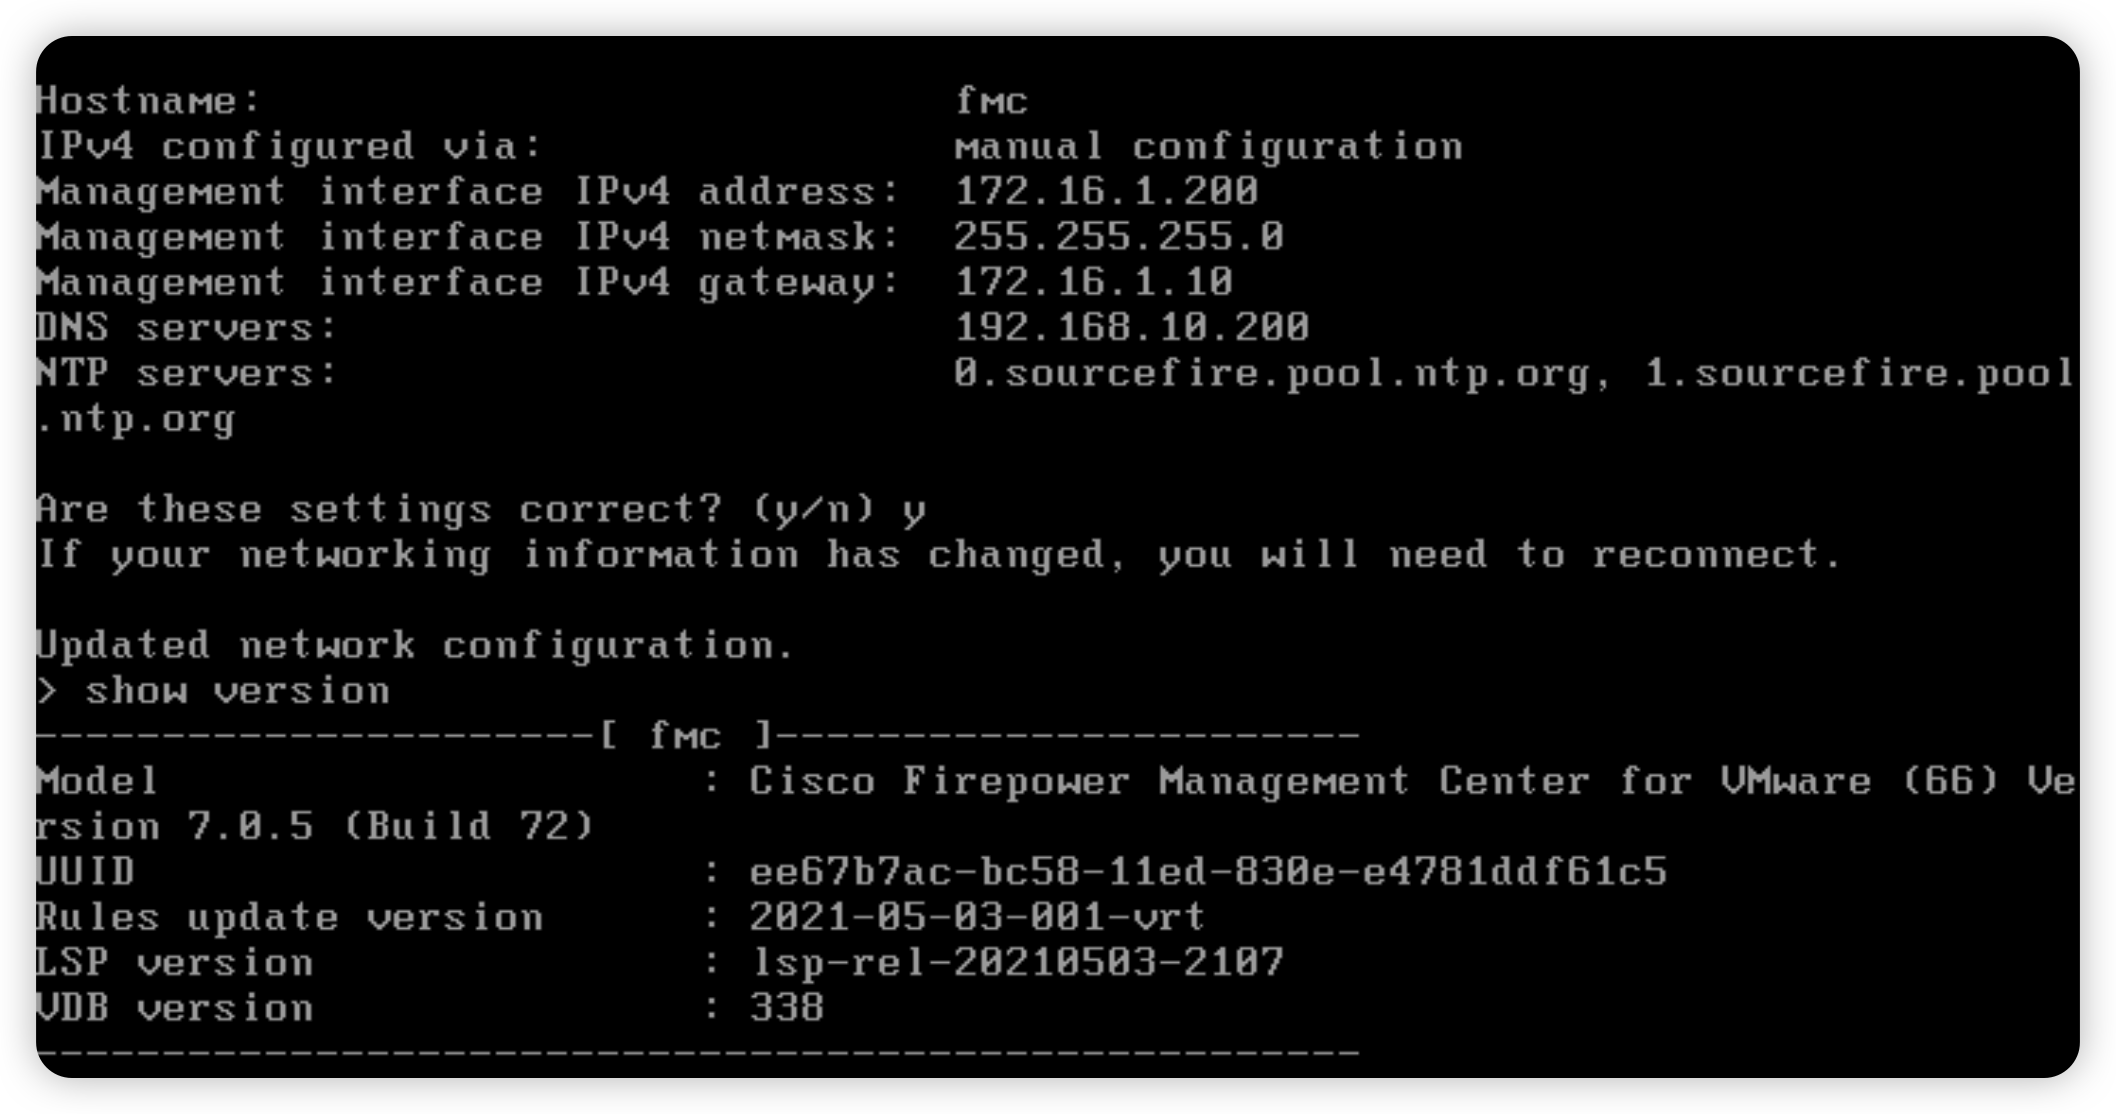 Hostname: fmc
IPv4 configured via: manual configuration
Management interface IPv4 address: 172.16.1.200
Management interface IPv4 netmask: 255.255.255.0
Management interface IPv4 gateway: 172.16.1.10
DNS servers: 192.168.10.200
NTP servers: 0.sourcefire.pool.ntp.org, 1.sourcefire.pool
.ntp.org
Are these settings correct? (y/n) y
If your networking information has changed, you will need to reconnect.
Updated network configuration.
> show version
----------------------[ fmc ]-----------------------
Model : Cisco Firepower Management Center for VMware (66) Ve
rsion 7.0.5 (Build 72)
UUID : ee67b7ac-bc58-11ed-830e-e4781ddf61c5
Rules update version : 2021-05-03-001-vrt
LSP version : lsp-rel-20210503-2107
VDB version : 338
----------------------------------------------------